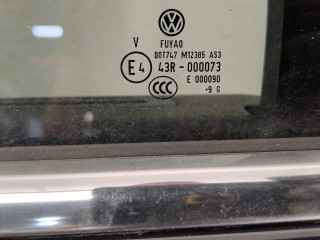 V
FUYAO
DOT747 M12385 AS3
E4 43R - 000073
E 000090
CCC
·9 G